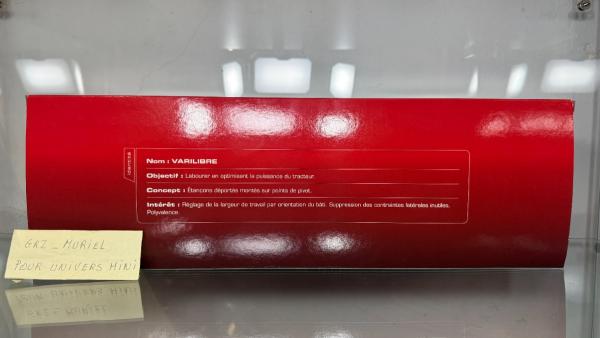 Identité
Nom : VARILIBRE
Objectif : Labourer en optimisant la puissance du tracteur.
Concept : Étançons déportés montés sur points de pivot.
Intérêt : Réglage de la largeur de travail par orientation du bâti. Suppression des contraintes latérales inutiles.
Polyvalence.
GKZ_MURIEL
POUR UNIVERS MINI